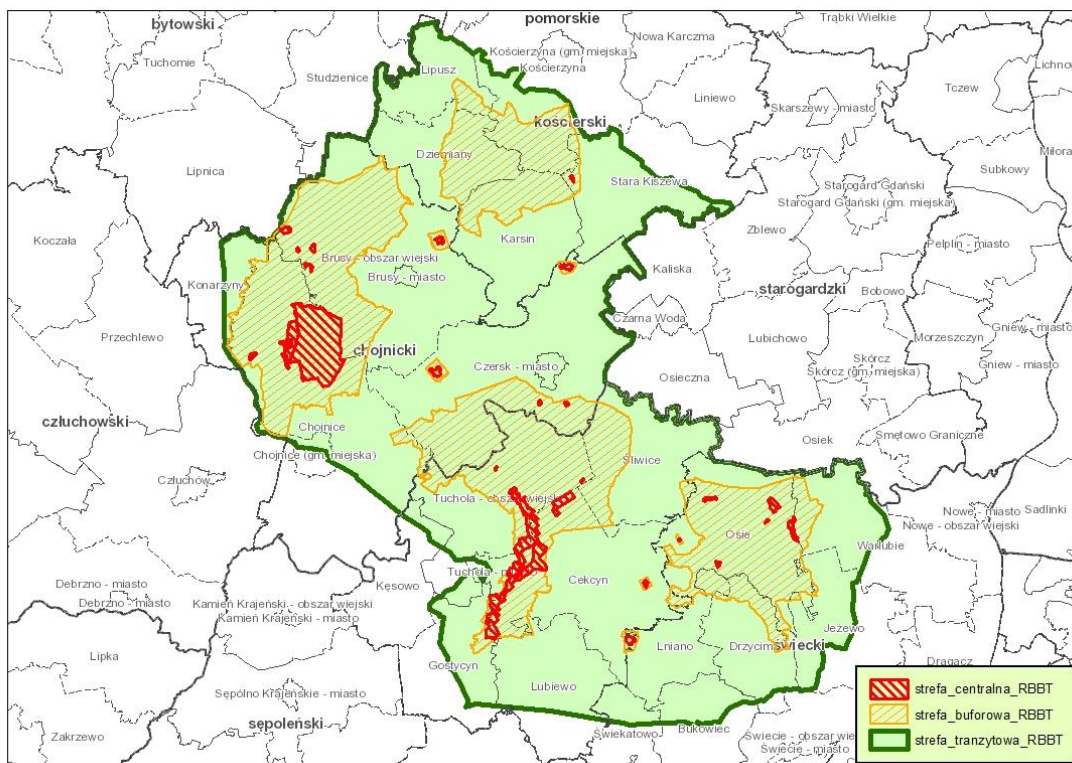 bytowski
pomorskie
Trąbki Wielkie
Tuchomie
Kościerzyna (gm. miejska)
Nowa Karczma
Studzienice
Lipusz
Kościerzyna
Lichno
Tczew
Liniewo
Skarszewy - miasto
kościerski
Miłora
Dziemiany
Lipnica
Stara Kiszewa
Subkowy
Starogard Gdański
Starogard Gdański (gm. miejska)
Koczała
Karsin
Zblewo
Pelplin - miasto
Brusy - obszar wiejski
Brusy - miasto
Kaliska
Konarzyny
starogardzki
Bobowo
Czarna Woda
Gniew - miasto
Przechlewo
Lubichowo
Morzeszczyn
chojnicki
Skórcz
Skórcz (gm. miejska)
Gniew - miasto
Czersk - miasto
Osieczna
człuchowski
Chojnice
Osiek
Smętowo Graniczne
Chojnice (gm. miejska)
Śliwice
Człuchów
Tuchola - obszar wiejski
Nowe - miasto
Sadlinki
Nowe - obszar wiejski
Osie
Warlubie
Debrzno - miasto
Debrzno - miasto
Kęsowo
Tuchola - m
Cekcyn
Kamień Krajeński - obszar wiejski
Kamień Krajeński - miasto
Jeżewo
Lipka
Gostycyn
Lniano
Drzycim
świecki
Dragacz
Sępólno Krajeńskie - miasto
Lubiewo
strefa_centralna_RBBT
sepoleński
strefa_buforowa_RBBT
Zakrzewo
Świekatowo
Bukowiec
Świecie - obszar wie
Świecie - miasto
strefa_tranzytowa_RBBT